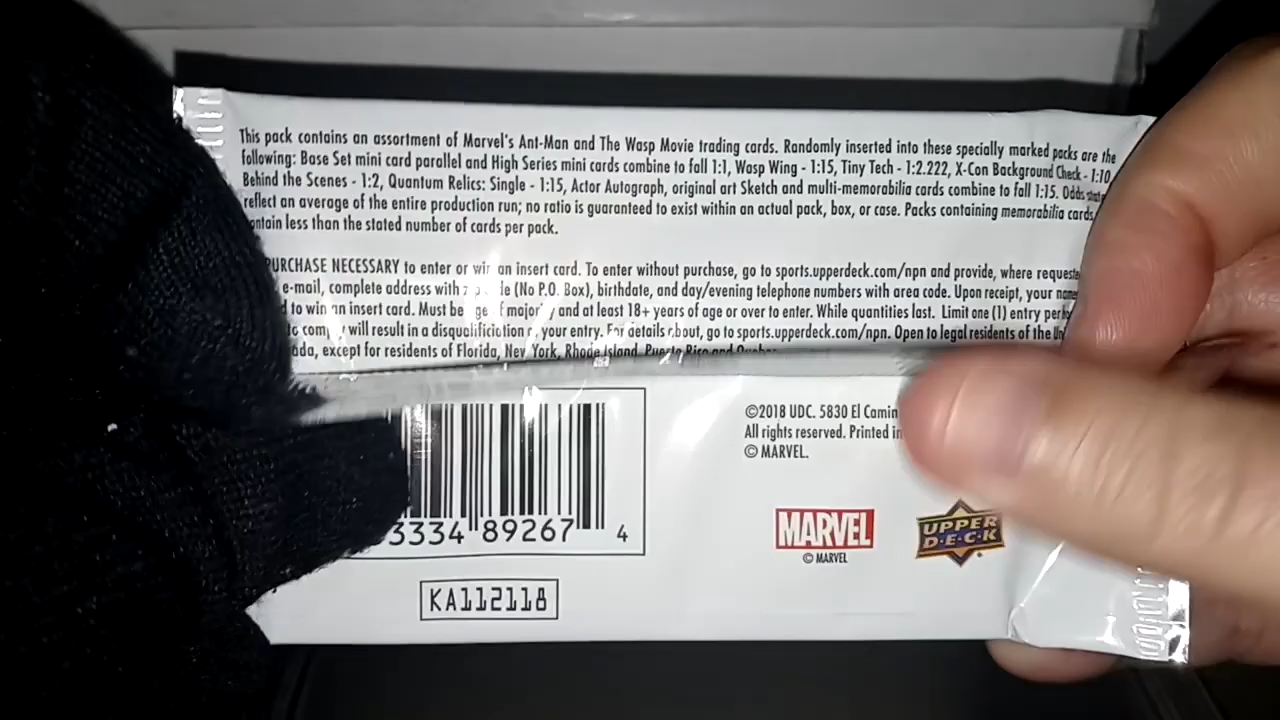 This pack contains an assortment of Marvel's Ant-Man and The Wasp Movie trading cards. Randomly inserted into these specially marked packs are the
following: Base Set mini card parallel and High Series mini cards combine to fall 1:1, Wasp Wing - 1:15, Tiny Tech - 1:2,222, X-Con Background Check - 1:10,
Behind the Scenes - 1:2, Quantum Relics: Single - 1:15, Actor Autograph, original art Sketch and multi-memorabilia cards combine to fall 1:15. Odds
reflect an average of the entire production run; no ratio is guaranteed to exist within an actual pack, box, or case. Packs containing memorabilia cards
less than the stated number of cards per pack.
PURCHASE NECESSARY to enter or an insert card. To enter without purchase, go to sports.upperdeck.com/npn and provide, where
e-mail, complete address with (No P.O. Box), birthdate, and day/evening telephone numbers with area code. Upon receipt, your
to win an insert card. Must be and at least 18+ years of age or over to enter. While quantities last. Limit one (1) entry
will result in a disqualification your entry. For details about, go to sports.upperdeck.com/npn. Open to legal residents of the
except for residents of Florida, New York, Rhode Island, Puerto Rico and
3334 89267 4
KA112118
©2018 UDC. 5830 El
All rights reserved. Printed in
© MARVEL.
MARVEL
© MARVEL
UPPER
D·E·C·K